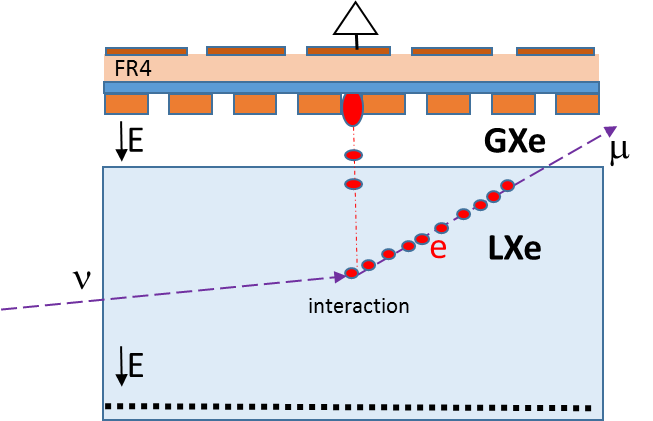 FR4
E
GXe
μ
e
LXe
ν
interaction
E